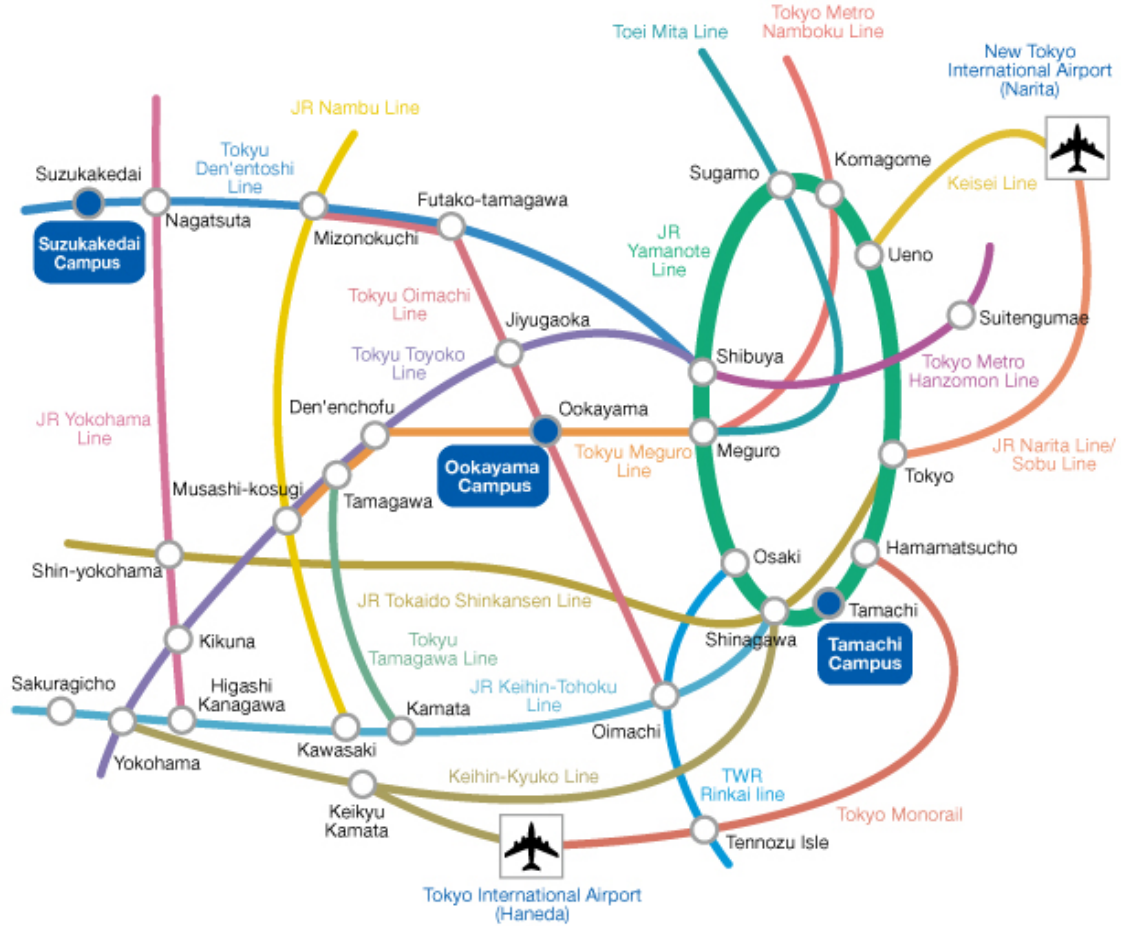 Toei Mita Line
Tokyo Metro
Namboku Line
New Tokyo
International Airport
(Narita)
JR Nambu Line
Tokyu
Den'entoshi
Line
Suzukakedai
Nagatsuta
Suzukakedai
Campus
Mizonokuchi
Futako-tamagawa
Sugamo
Komagome
Keisei Line
JR
Yamanote
Line
Ueno
Tokyu Oimachi
Line
Jiyugaoka
Suitengumae
Tokyu Toyoko
Line
Shibuya
Tokyo Metro
Hanzomon Line
JR Yokohama
Line
Den'enchofu
Ookayama
Tokyu Meguro
Line
Meguro
JR Narita Line/
Sobu Line
Ookayama
Campus
Tokyo
Musashi-kosugi
Tamagawa
Shin-yokohama
Osaki
Hamamatsucho
JR Tokaido Shinkansen Line
Tamachi
Shinagawa
Tamachi
Campus
Kikuna
Tokyu
Tamagawa Line
Sakuragicho
Higashi
Kanagawa
JR Keihin-Tohoku
Line
Kamata
Oimachi
Yokohama
Kawasaki
Keihin-Kyuko Line
TWR
Rinkai line
Keikyu
Kamata
Tokyo Monorail
Tennozu Isle
Tokyo International Airport
(Haneda)